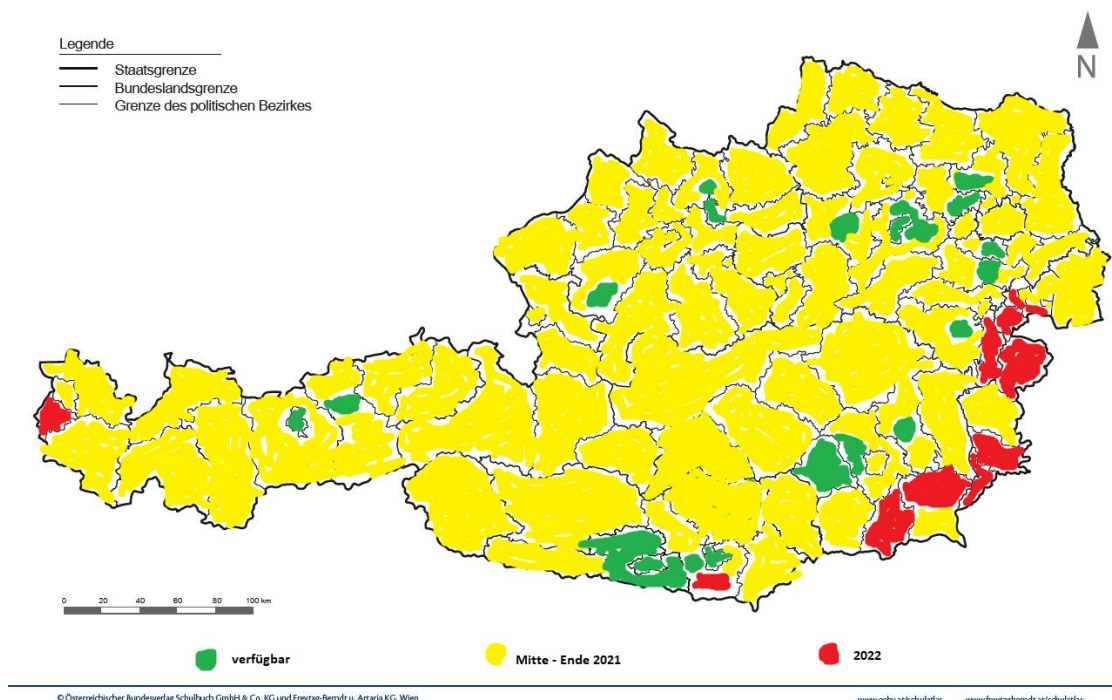 Legende
Staatsgrenze
Bundeslandsgrenze
Grenze des politischen Bezirkes
N
0 20 40 60 80 100 km
verfügbar
Mitte - Ende 2021
2022
© Österreichischer Bundesverlag Schulbuch GmbH & Co. KG und Freytag-Berndt u. Artaria KG, Wien
www.oebv.at/schulatlas www.freytagberndt.at/schulatlas